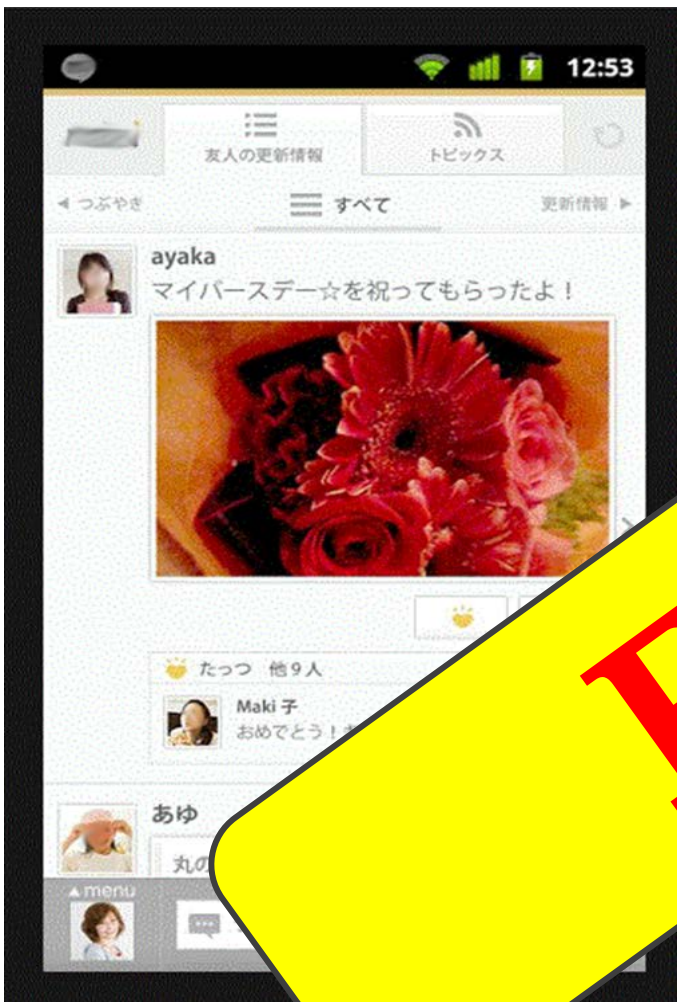 12:53
友人の更新情報
トピックス
つぶやき
すべて
更新情報
ayaka
マイバースデー☆を祝ってもらったよ！
たっつ 他9人
Maki 子
おめでとう！
あゆ
丸の
menu